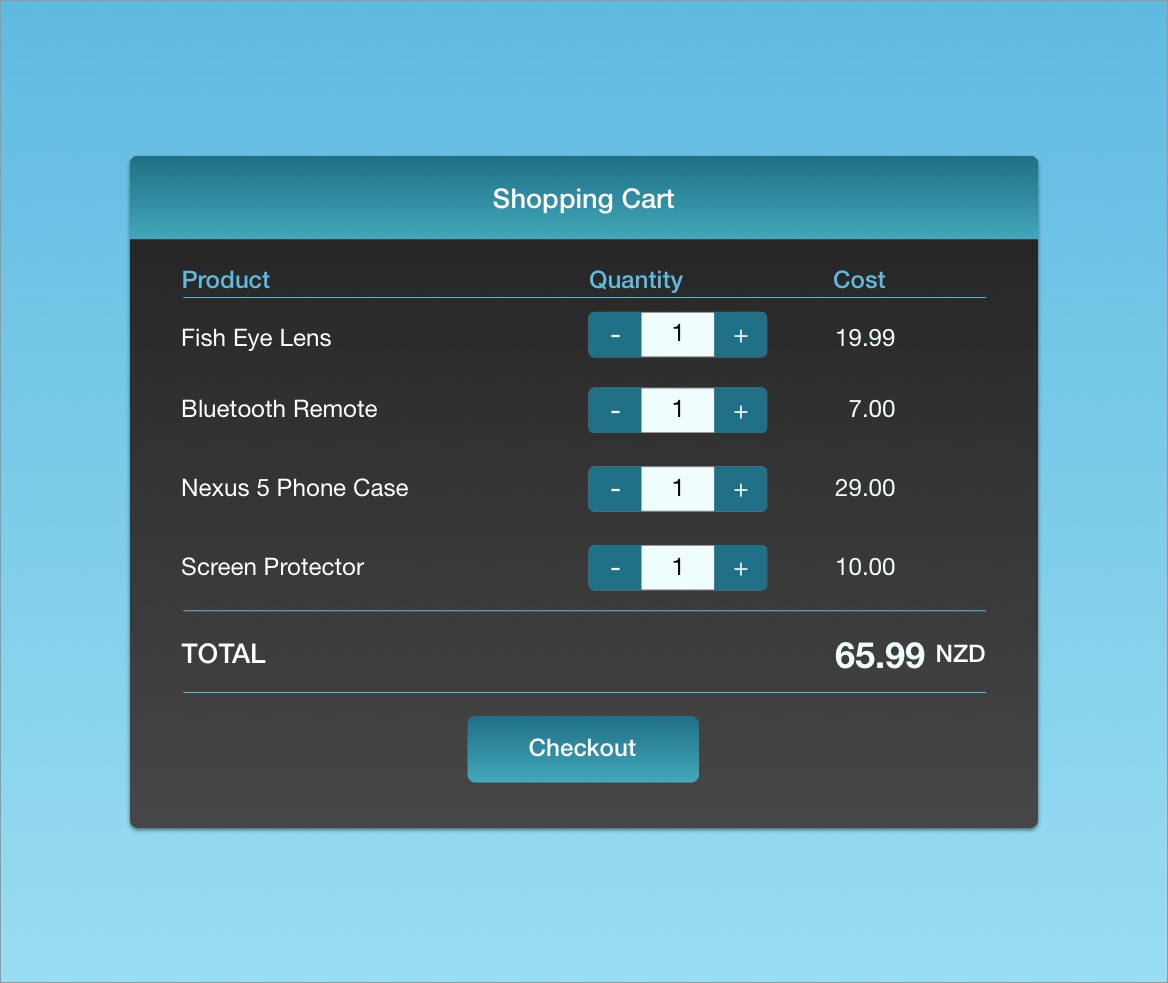 Shopping Cart
Product Quantity Cost
Fish Eye Lens - 1 + 19.99
Bluetooth Remote - 1 + 7.00
Nexus 5 Phone Case - 1 + 29.00
Screen Protector - 1 + 10.00
TOTAL 65.99 NZD
Checkout